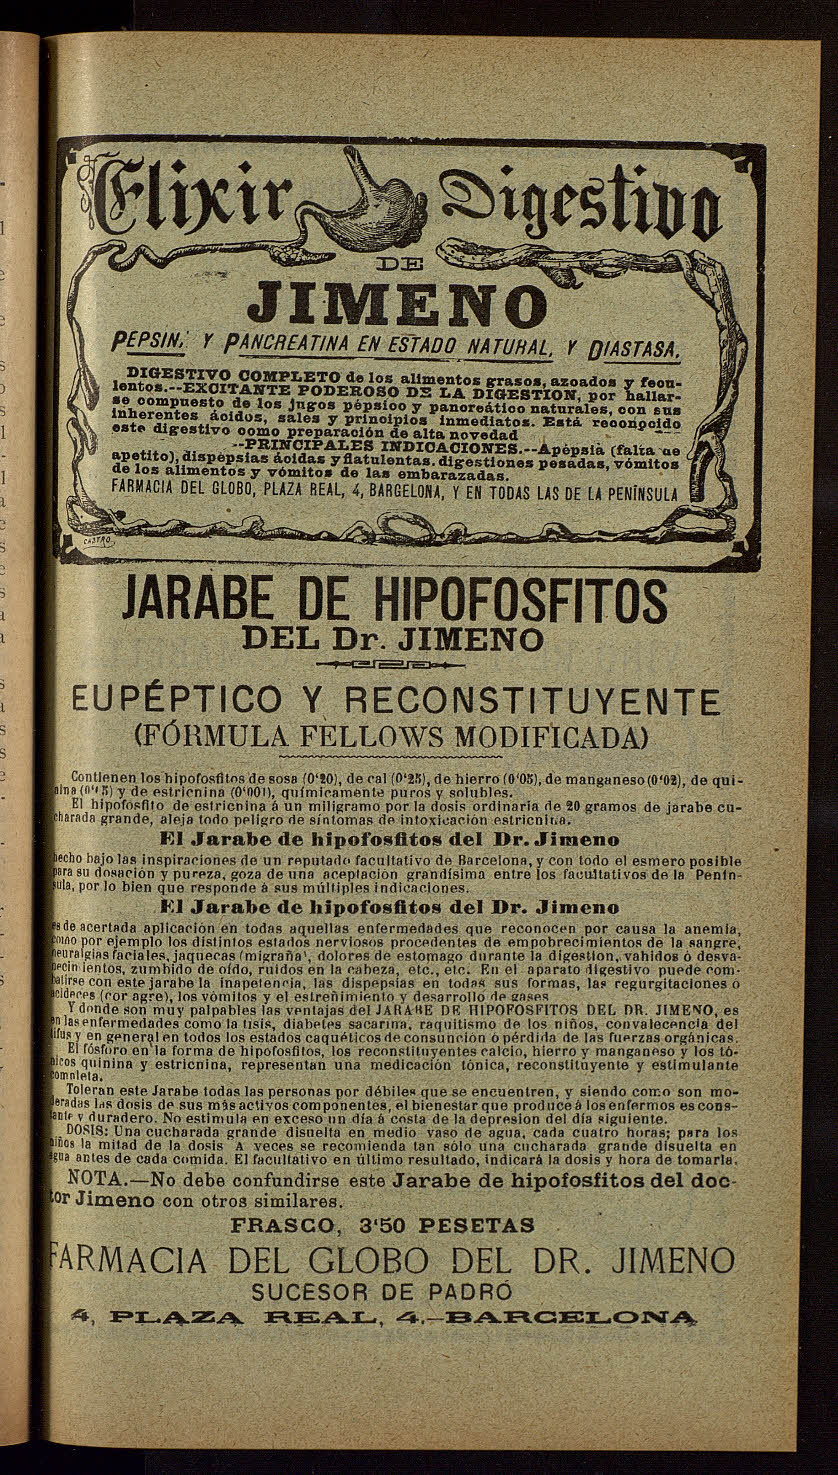 Elixir Digestivo
DE
JIMENO
PEPSINA Y PANCREATINA EN ESTADO NATURAL, Y DIASTASA.
DIGESTIVO COMPLETO de los alimentos grasos, azoados y fecu-
lentos.--EXCITANTE PODEROSO DE LA DIGESTION, por hallar-
se compuesto de los jugos pépsico y pancreático naturales, con sus
inherentes ácidos, sales y principios inmediatos. Está reconocido
este digestivo como preparación de alta novedad
--PRINCIPALES INDICACIONES.--Apepsia (falta de
apetito), dispepsias ácidas y flatulentas, digestiones pesadas, vómitos
de los alimentos y vómitos de las embarazadas.
FARMACIA DEL GLOBO, PLAZA REAL, 4, BARCELONA, Y EN TODAS LAS DE LA PENÍNSULA
CASTRO
JARABE DE HIPOFOSFITOS
DEL Dr. JIMENO
EUPÉPTICO Y RECONSTITUYENTE
(FÓRMULA FELLOWS MODIFICADA)
Contienen los hipofosfitos de sosa (0'20), de cal (0'25), de hierro (0'05), de manganeso (0'02), de qui-
nina y de estricnina (0'001), químicamente puros y solubles.
El hipofosfito de estricnina á un miligramo por la dosis ordinaria de 20 gramos de jarabe cu-
charada grande, aleja todo peligro de síntomas de intoxicación estricnina.
El Jarabe de hipofosfitos del Dr. Jimeno
hecho bajo las inspiraciones de un reputado facultativo de Barcelona, y con todo el esmero posible
para su dosación y pureza, goza de una aceptación grandísima entre los facultativos de la Penín-
sula, por lo bien que responde á sus múltiples indicaciones.
El Jarabe de hipofosfitos del Dr. Jimeno
es de acertada aplicación en todas aquellas enfermedades que reconocen por causa la anemia,
como por ejemplo los distintos estados nerviosos procedentes de empobrecimientos de la sangre,
neuralgias faciales, jaquecas (migraña), dolores de estomago durante la digestion, vahidos ó desva-
necimientos, zumbido de oído, ruidos en la cabeza, etc., etc. En el aparato digestivo puede com-
batirse con este jarabe la inapetencia, las dispepsias en todas sus formas, las regurgitaciones ó
acideces (cor agre), los vómitos y el estreñimiento y desarrollo de gases
Y donde son muy palpables las ventajas del JARABE DE HIPOFOSFITOS DEL DR. JIMENO, es
en las enfermedades como la tisis, diabetes sacarina, raquitismo de los niños, convalecencia del
tifus y en general en todos los estados caquéticos de consunción ó pérdida de las fuerzas orgánicas.
El fósforo en la forma de hipofosfitos, los reconstituyentes calcio, hierro y manganeso y los tó-
nicos quinina y estricnina, representan una medicación tónica, reconstituyente y estimulante
completa.
Toleran este Jarabe todas las personas por débiles que se encuentren, y siendo como son mo-
deradas las dosis de sus más activos componentes, el bienestar que produce á los enfermos es cons-
tante y duradero. No estimula en exceso un día á costa de la depresion del día siguiente.
DOSIS: Una cucharada grande disuelta en medio vaso de agua, cada cuatro horas; para los
niños la mitad de la dosis A veces se recomienda tan sólo una cucharada grande disuelta en
agua antes de cada comida. El facultativo en último resultado, indicará la dosis y hora de tomarla.
NOTA.—No debe confundirse este Jarabe de hipofosfitos del doc-
tor Jimeno con otros similares.
FRASCO, 3'50 PESETAS
FARMACIA DEL GLOBO DEL DR. JIMENO
SUCESOR DE PADRÓ
4, PLAZA REAL, 4.—BARCELONA